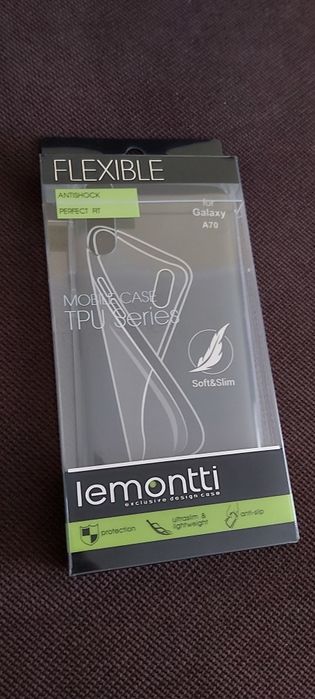 FLEXIBLE
ANTISHOCK
PERFECT FIT
for
Galaxy
A70
MOBILE CASE
TPU Series
Soft&Slim
lemontti
exclusive design case
protection
ultraslim &
lightweight
anti-slip